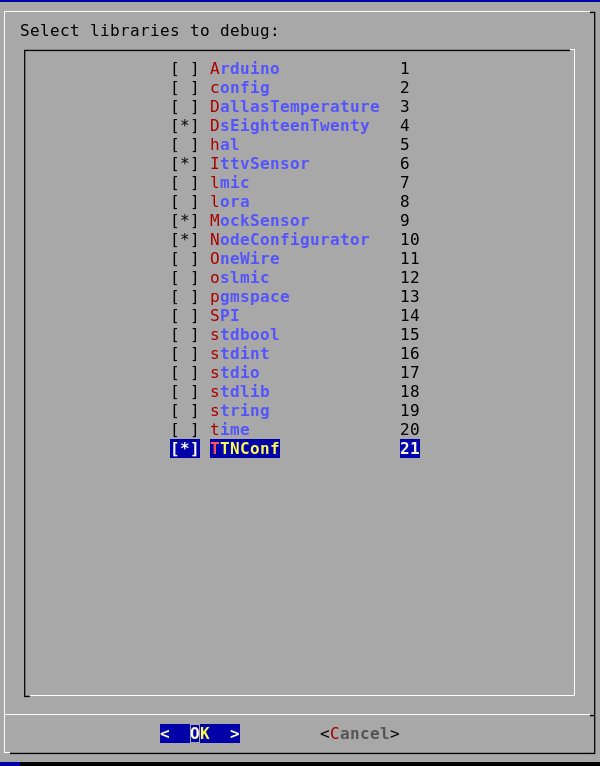 Select libraries to debug:
[ ] Arduino 1
[ ] config 2
[ ] DallasTemperature 3
[*] DsEighteenTwenty 4
[ ] hal 5
[*] IttvSensor 6
[ ] lmic 7
[ ] lora 8
[*] MockSensor 9
[*] NodeConfigurator 10
[ ] OneWire 11
[ ] oslmic 12
[ ] pgmspace 13
[ ] SPI 14
[ ] stdbool 15
[ ] stdint 16
[ ] stdio 17
[ ] stdlib 18
[ ] string 19
[ ] time 20
[*] TTNConf 21
< OK > <Cancel>